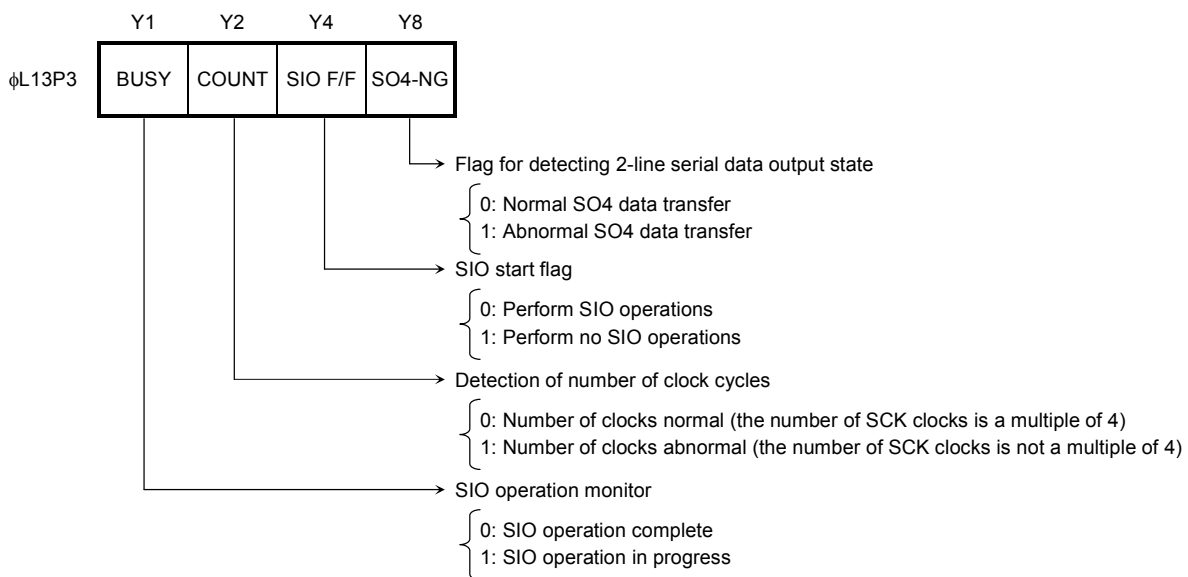 Y1 Y2 Y4 Y8
ϕL13P3 BUSY COUNT SIO F/F SO4-NG
Flag for detecting 2-line serial data output state
0: Normal SO4 data transfer
1: Abnormal SO4 data transfer
SIO start flag
0: Perform SIO operations
1: Perform no SIO operations
Detection of number of clock cycles
0: Number of clocks normal (the number of SCK clocks is a multiple of 4)
1: Number of clocks abnormal (the number of SCK clocks is not a multiple of 4)
SIO operation monitor
0: SIO operation complete
1: SIO operation in progress